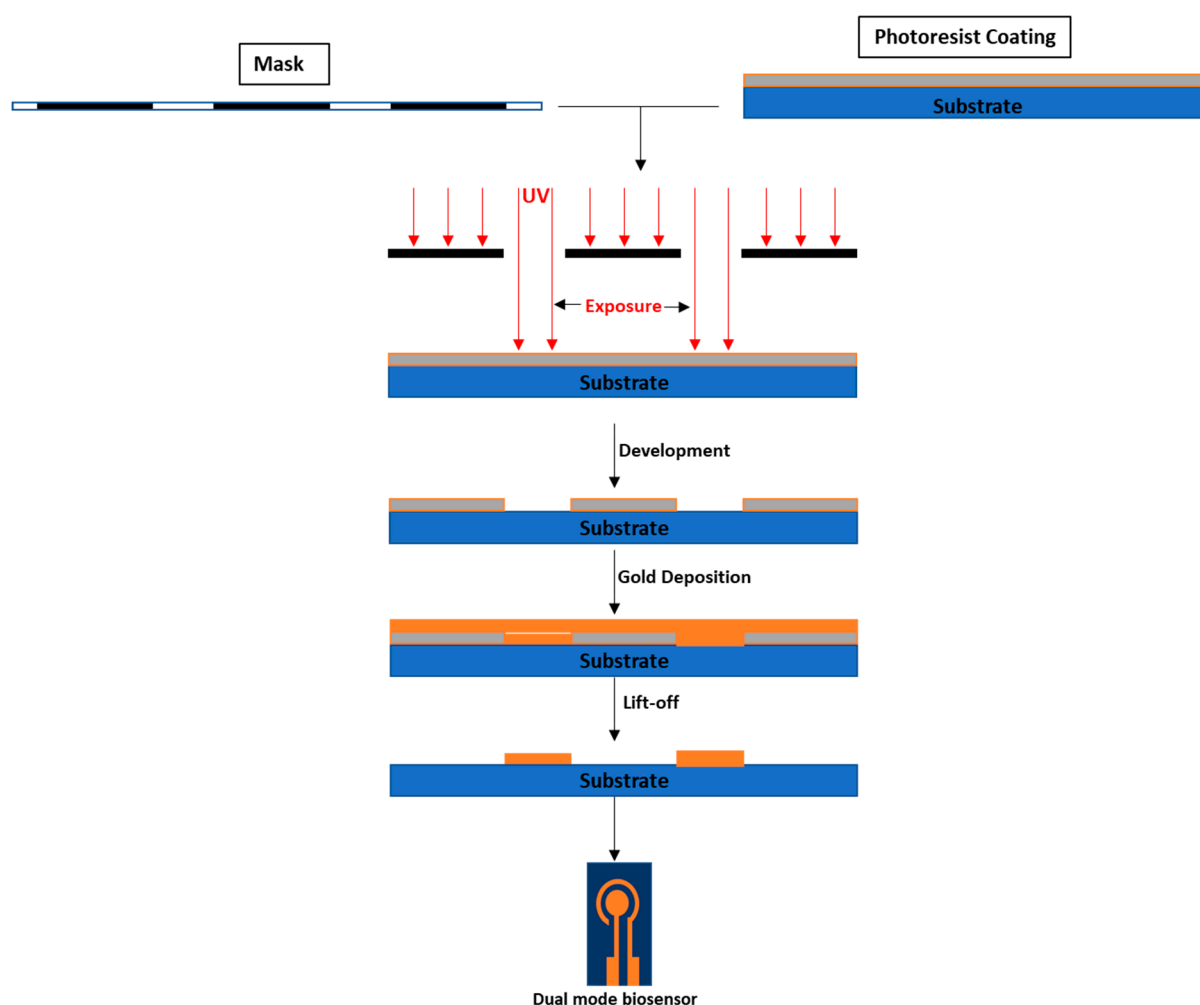 Mask
Photoresist Coating
Substrate
UV
Exposure
Substrate
Development
Substrate
Gold Deposition
Substrate
Lift-off
Substrate
Dual mode biosensor